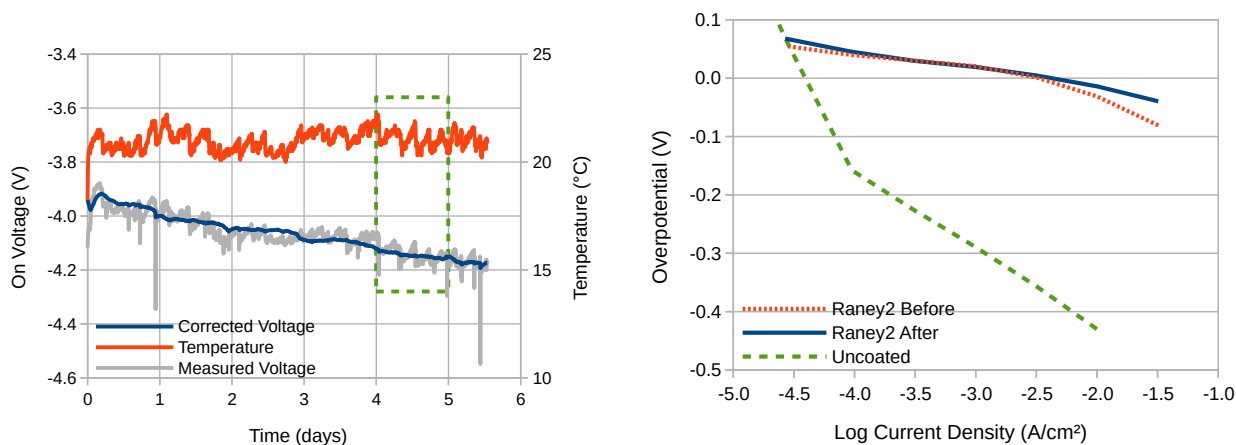 -3.4
-3.6
-3.8
-4.0
-4.2
-4.4
-4.6
On Voltage (V)
25
20
15
10
Temperature (°C)
0 1 2 3 4 5 6
Time (days)
Corrected Voltage
Temperature
Measured Voltage
0.1
0.0
-0.1
-0.2
-0.3
-0.4
-0.5
Overpotential (V)
-5.0 -4.5 -4.0 -3.5 -3.0 -2.5 -2.0 -1.5 -1.0
Log Current Density (A/cm²)
Raney2 Before
Raney2 After
Uncoated